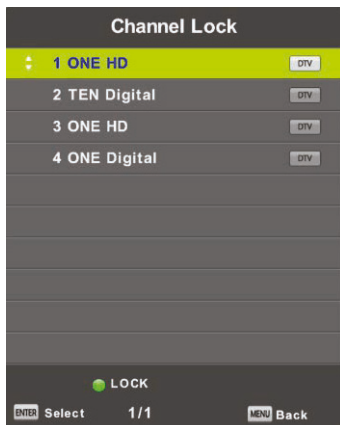 Channel Lock
1 ONE HD DTV
2 TEN Digital DTV
3 ONE HD DTV
4 ONE Digital DTV
LOCK
ENTER Select 1/1 MENU Back